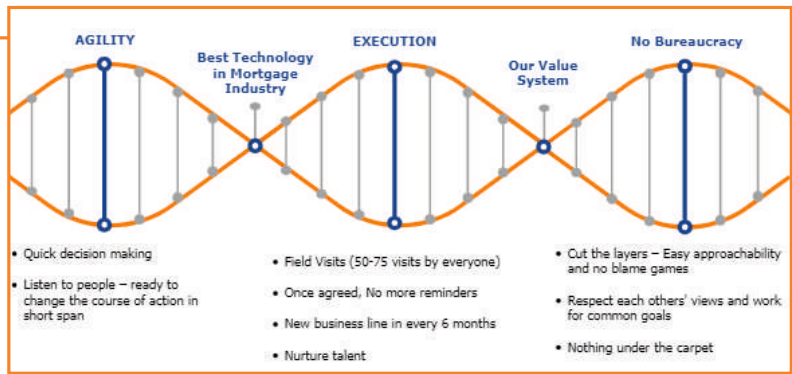 AGILITY
Best Technology
in Mortgage
Industry
EXECUTION
Our Value
System
No Bureaucracy
• Quick decision making
• Listen to people – ready to
change the course of action in
short span
• Field Visits (50-75 visits by everyone)
• Once agreed, No more reminders
• New business line in every 6 months
• Nurture talent
• Cut the layers – Easy approachability
and no blame games
• Respect each others' views and work
for common goals
• Nothing under the carpet